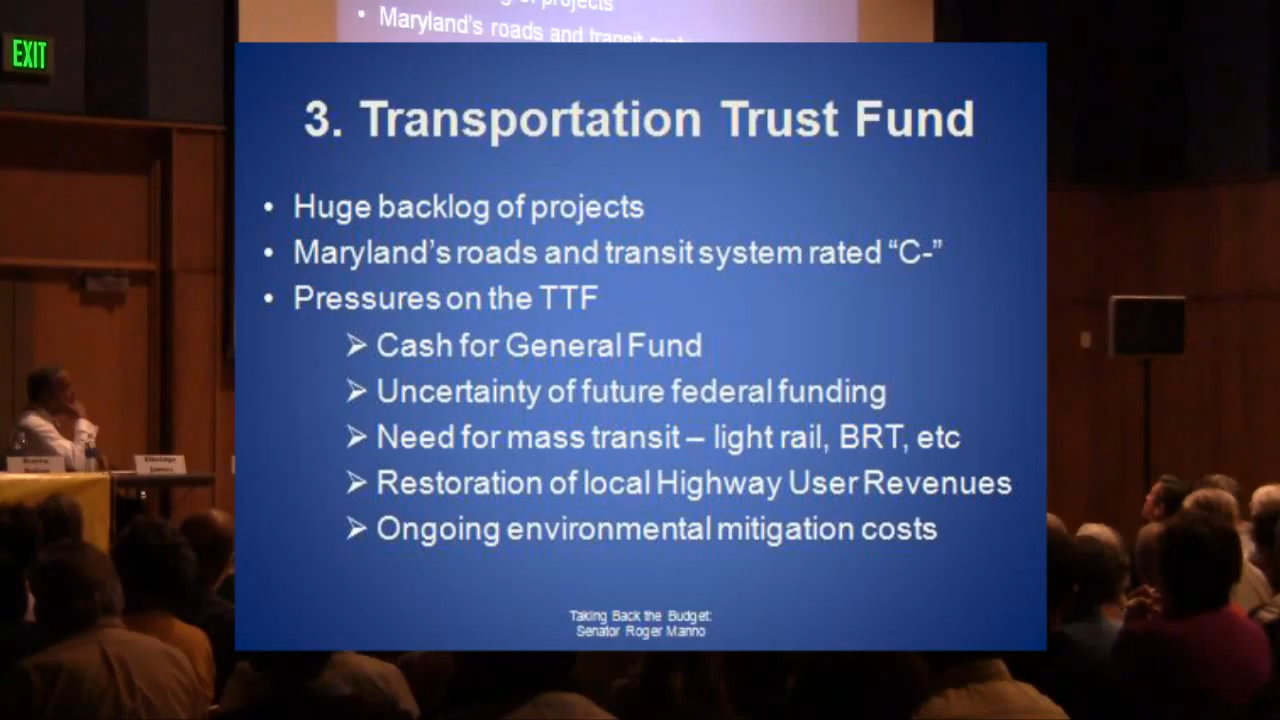 EXIT
projects
• Maryland's roads and transit
3. Transportation Trust Fund
• Huge backlog of projects
• Maryland's roads and transit system rated “C-”
• Pressures on the TTF
➢ Cash for General Fund
➢ Uncertainty of future federal funding
➢ Need for mass transit – light rail, BRT, etc
➢ Restoration of local Highway User Revenues
➢ Ongoing environmental mitigation costs
Taking Back the Budget:
Senator Roger Manno